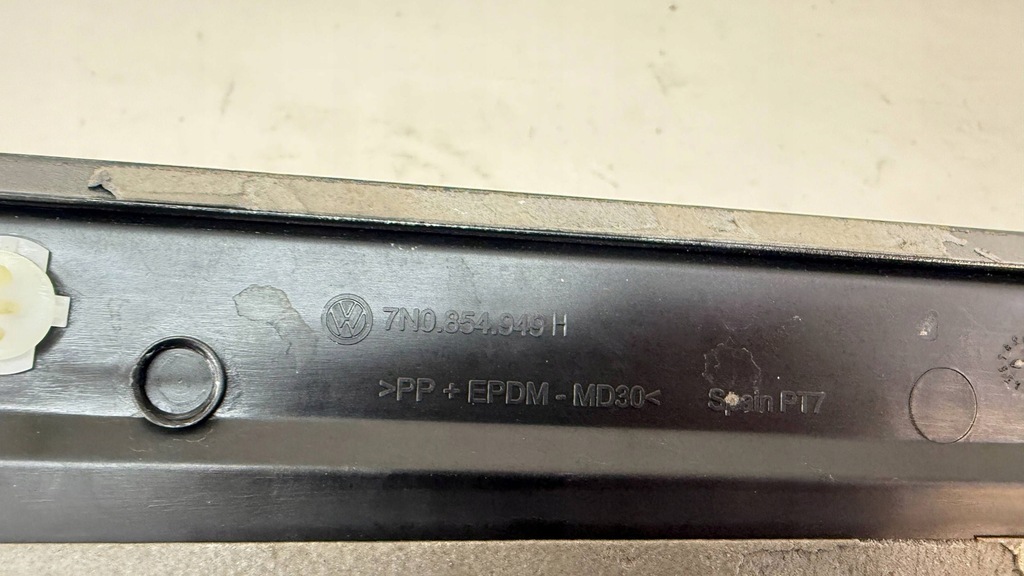 7N0.854.949 H
>PP + EPDM - MD30<
Spain PT7